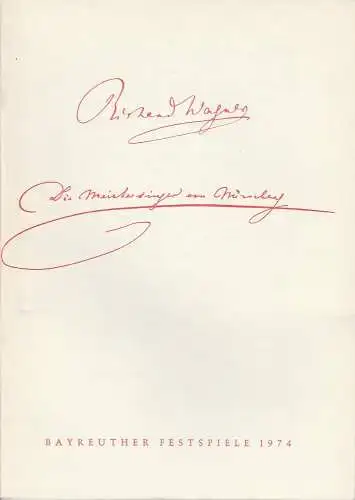 Richard Wagner
Die Meistersinger von Nürnberg
BAYREUTHER FESTSPIELE 1974